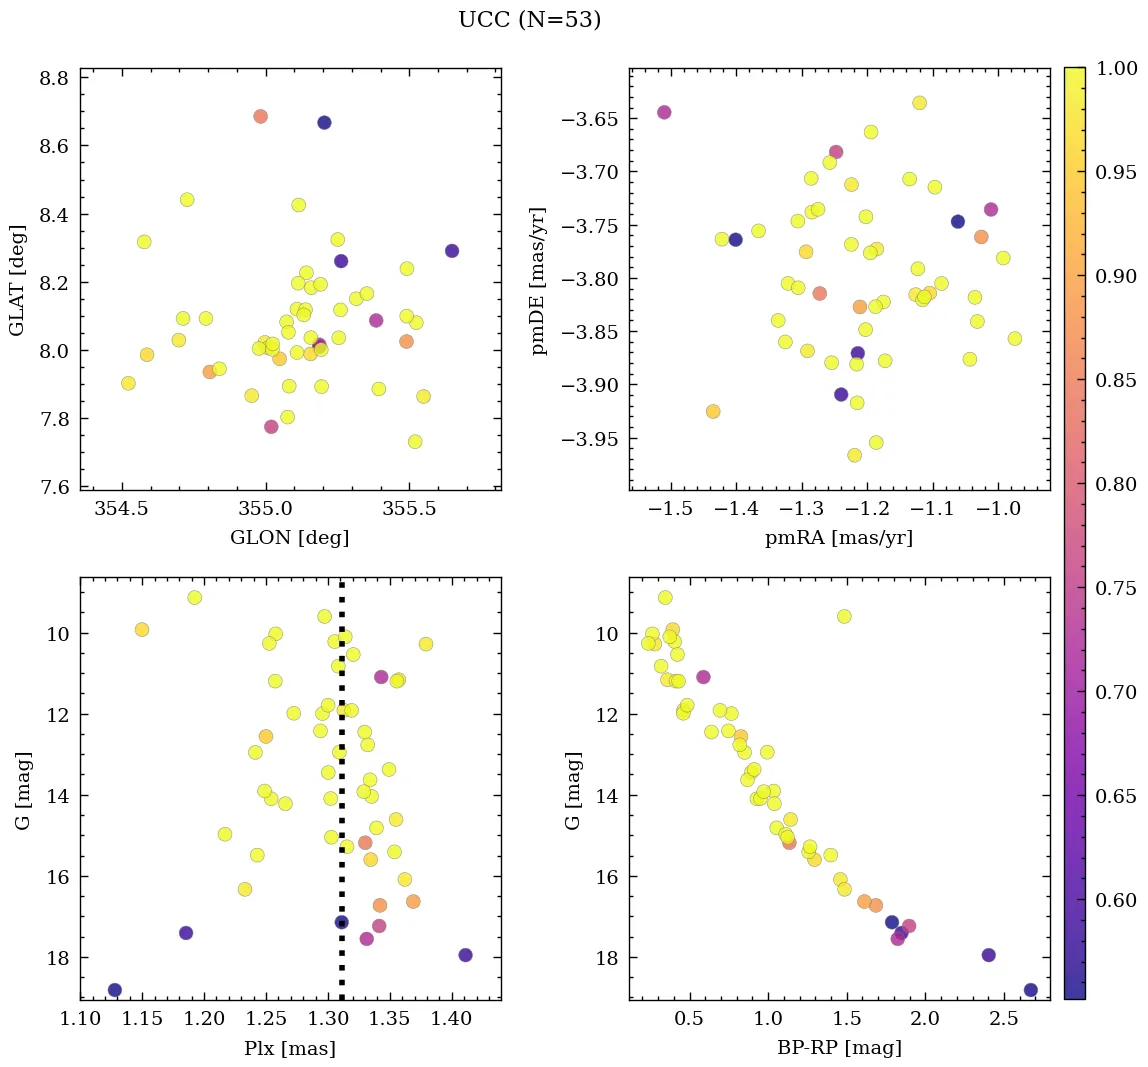 UCC (N=53)
8.8
8.6
8.4
8.2
8.0
7.8
7.6
354.5 355.0 355.5
GLON [deg]
GLAT [deg]
−3.65
−3.70
−3.75
−3.80
−3.85
−3.90
−3.95
−1.5 −1.4 −1.3 −1.2 −1.1 −1.0
pmRA [mas/yr]
pmDE [mas/yr]
1.00
0.95
0.90
0.85
0.80
0.75
0.70
0.65
0.60
10
12
14
16
18
1.10 1.15 1.20 1.25 1.30 1.35 1.40
Plx [mas]
G [mag]
10
12
14
16
18
0.5 1.0 1.5 2.0 2.5
BP-RP [mag]
G [mag]